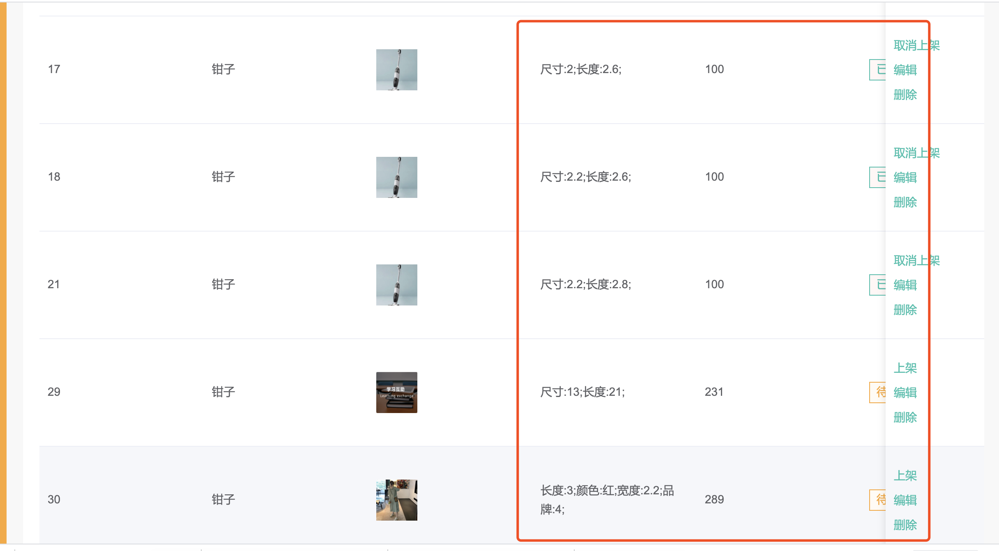 取消上架
17 钳子 尺寸:2;长度:2.6; 100 已 编辑
删除
取消上架
18 钳子 尺寸:2.2;长度:2.6; 100 已 编辑
删除
取消上架
21 钳子 尺寸:2.2;长度:2.8; 100 已 编辑
删除
上架
29 钳子 学习互助 尺寸:13;长度:21; 231 待 编辑
Learning exchange
删除
上架
长度:3;颜色:红;宽度:2.2;品
30 钳子 289 待 编辑
牌:4;
删除